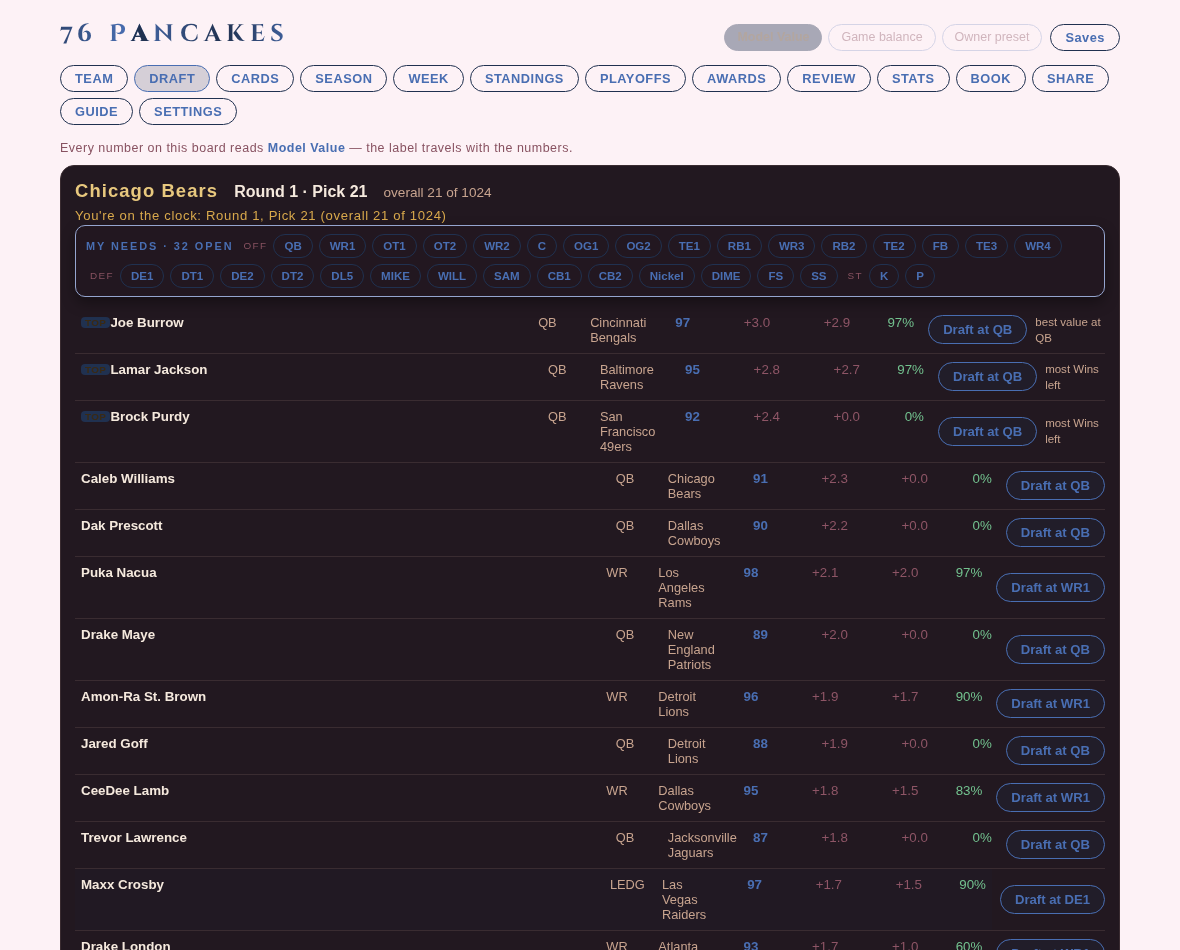 76 PANCAKES
Game balance
Owner preset
Saves
TEAM DRAFT CARDS SEASON WEEK STANDINGS PLAYOFFS AWARDS REVIEW STATS BOOK SHARE
GUIDE SETTINGS
Every number on this board reads Model Value — the label travels with the numbers.
Chicago Bears Round 1 · Pick 21 overall 21 of 1024
You're on the clock: Round 1, Pick 21 (overall 21 of 1024)
MY NEEDS · 32 OPEN OFF QB WR1 OT1 OT2 WR2 C OG1 OG2 TE1 RB1 WR3 RB2 TE2 FB TE3 WR4
DEF DE1 DT1 DE2 DT2 DL5 MIKE WILL SAM CB1 CB2 Nickel DIME FS SS ST K P
Joe Burrow QB Cincinnati Bengals 97 +3.0 +2.9 97% Draft at QB best value at QB
Lamar Jackson QB Baltimore Ravens 95 +2.8 +2.7 97% Draft at QB most Wins left
Brock Purdy QB San Francisco 49ers 92 +2.4 +0.0 0% Draft at QB most Wins left
Caleb Williams QB Chicago Bears 91 +2.3 +0.0 0% Draft at QB
Dak Prescott QB Dallas Cowboys 90 +2.2 +0.0 0% Draft at QB
Puka Nacua WR Los Angeles Rams 98 +2.1 +2.0 97% Draft at WR1
Drake Maye QB New England Patriots 89 +2.0 +0.0 0% Draft at QB
Amon-Ra St. Brown WR Detroit Lions 96 +1.9 +1.7 90% Draft at WR1
Jared Goff QB Detroit Lions 88 +1.9 +0.0 0% Draft at QB
CeeDee Lamb WR Dallas Cowboys 95 +1.8 +1.5 83% Draft at WR1
Trevor Lawrence QB Jacksonville Jaguars 87 +1.8 +0.0 0% Draft at QB
Maxx Crosby LEDG Las Vegas Raiders 97 +1.7 +1.5 90% Draft at DE1
Drake London WR Atlanta 93 +1.7 +1.0 60%